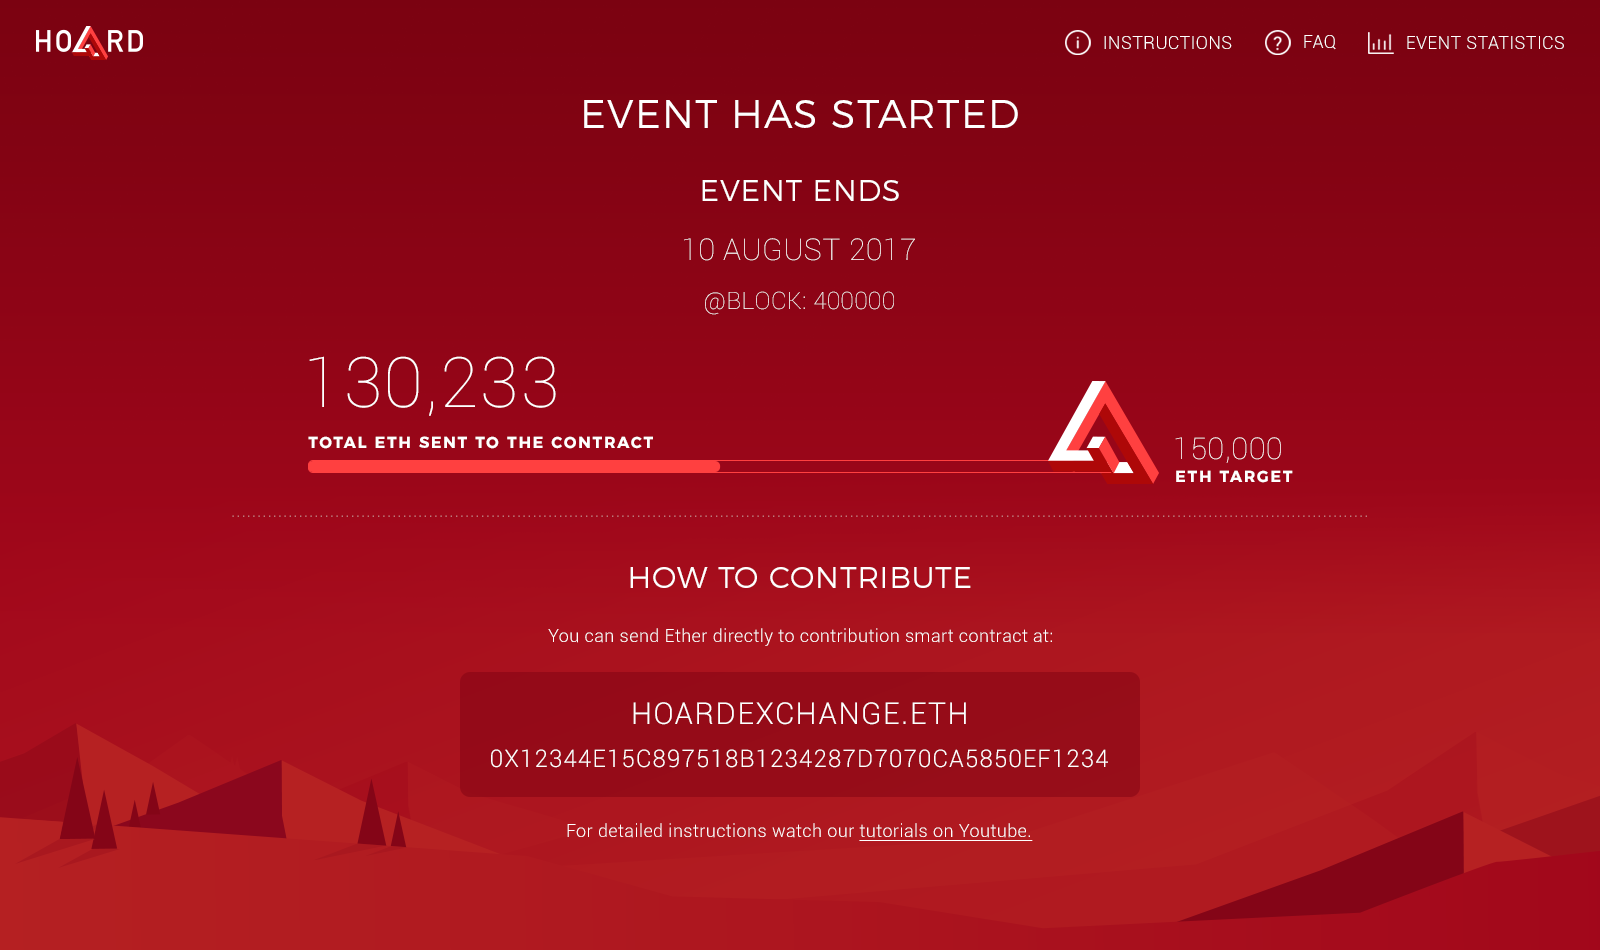 HOARD
INSTRUCTIONS
FAQ
EVENT STATISTICS
EVENT HAS STARTED
EVENT ENDS
10 AUGUST 2017
@BLOCK: 400000
130,233
TOTAL ETH SENT TO THE CONTRACT
150,000
ETH TARGET
HOW TO CONTRIBUTE
You can send Ether directly to contribution smart contract at:
HOARDEXCHANGE.ETH
0X12344E15C897518B1234287D7070CA5850EF1234
For detailed instructions watch our tutorials on Youtube.